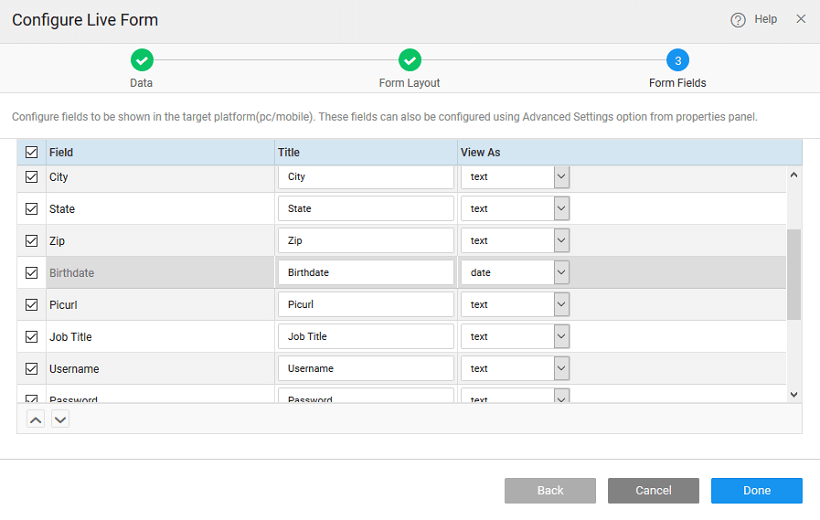 Configure Live Form
Help
Data
Form Layout
3
Form Fields
Configure fields to be shown in the target platform(pc/mobile). These fields can also be configured using Advanced Settings option from properties panel.
Field Title View As
City City text
State State text
Zip Zip text
Birthdate Birthdate date
Picurl Picurl text
Job Title Job Title text
Username Username text
Password Password text
Back Cancel Done